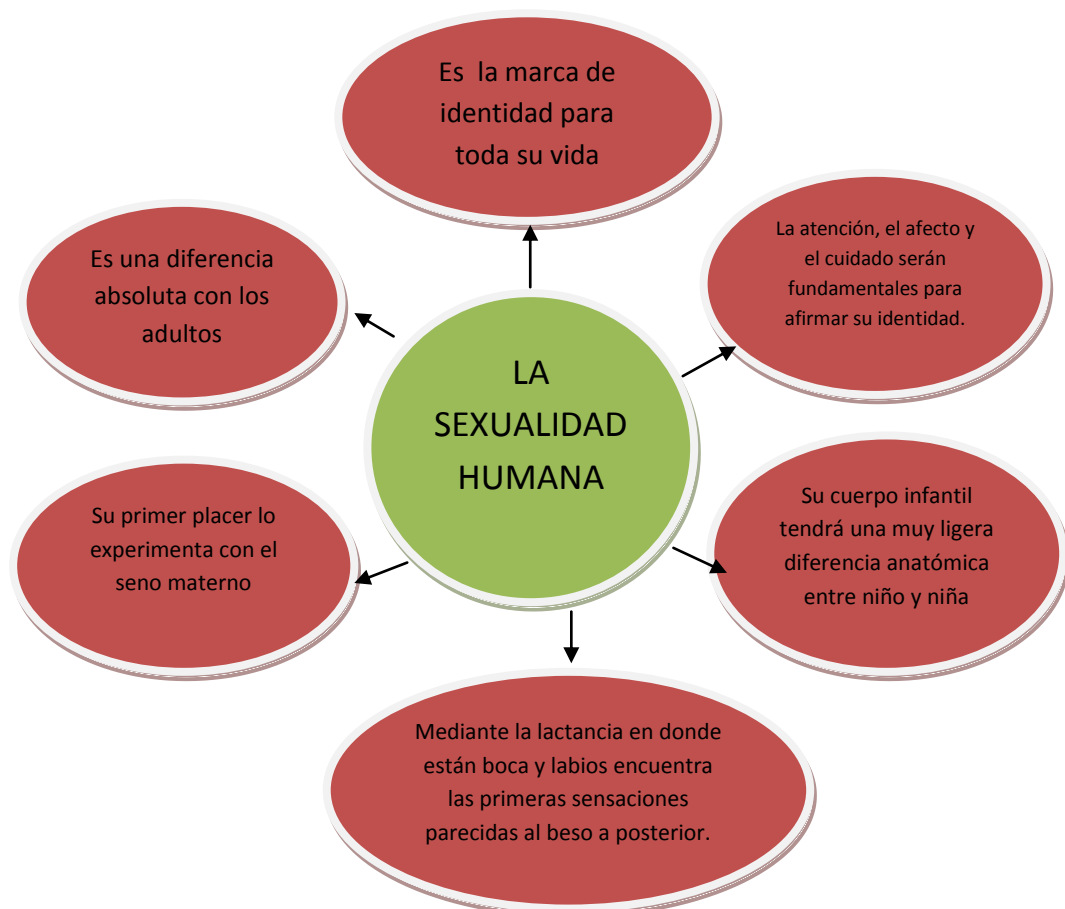 Es la marca de
identidad para
toda su vida
La atención, el afecto y
el cuidado serán
fundamentales para
afirmar su identidad.
Es una diferencia
absoluta con los
adultos
LA
SEXUALIDAD
HUMANA
Su cuerpo infantil
tendrá una muy ligera
diferencia anatómica
entre niño y niña
Su primer placer lo
experimenta con el
seno materno
Mediante la lactancia en donde
están boca y labios encuentra
las primeras sensaciones
parecidas al beso a posterior.